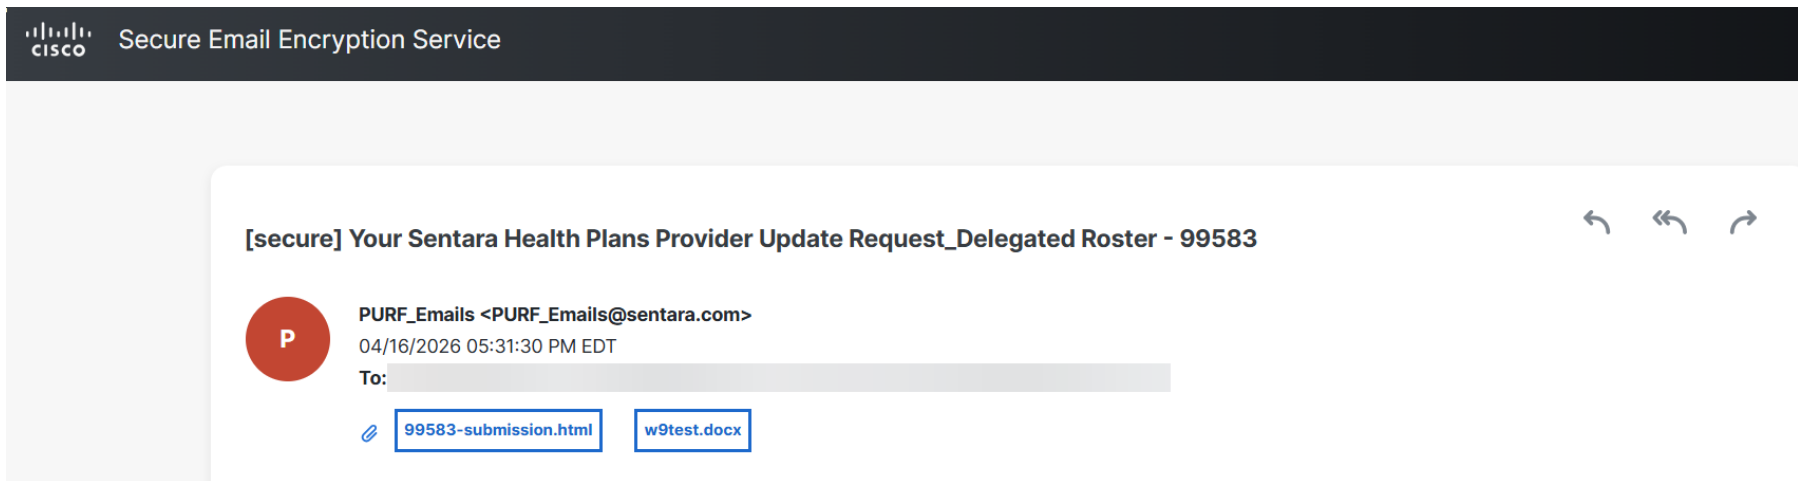 CISCO Secure Email Encryption Service
[secure] Your Sentara Health Plans Provider Update Request_Delegated Roster - 99583
P
PURF_Emails <PURF_Emails@sentara.com>
04/16/2026 05:31:30 PM EDT
To:
99583-submission.html w9test.docx